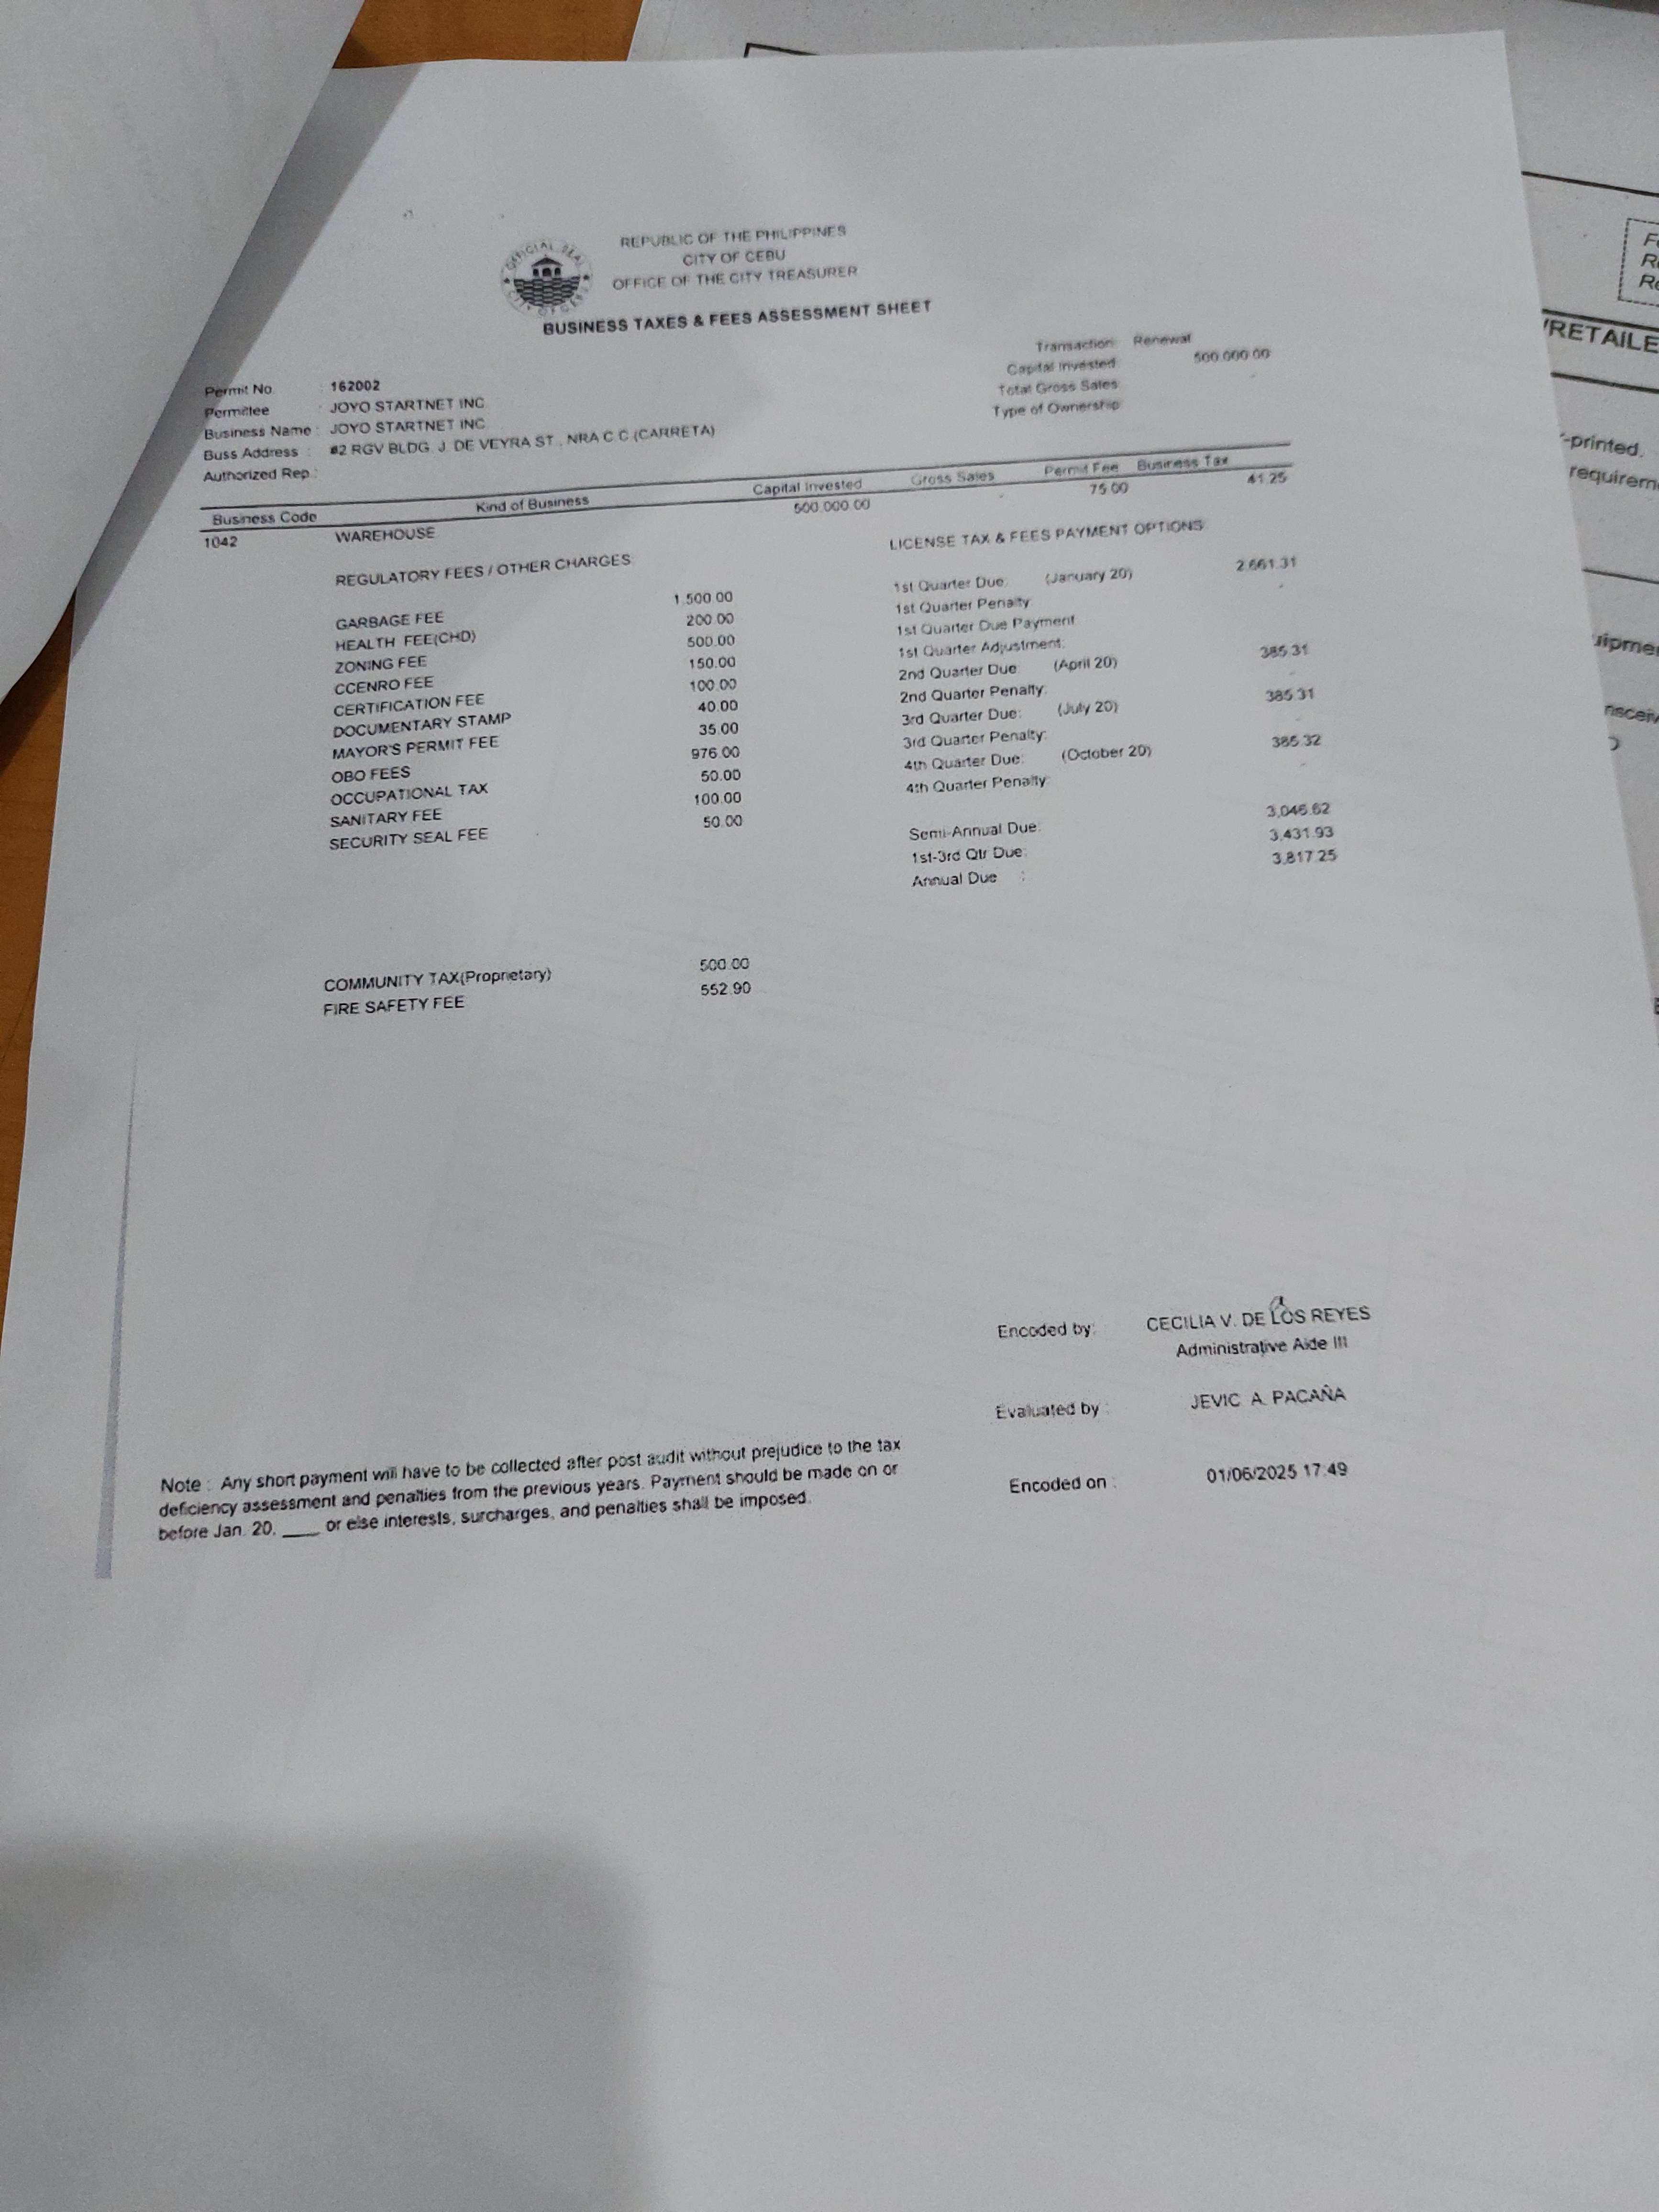 OFFICIAL SEAL
CITY OF CEBU
REPUBLIC OF THE PHILIPPINES
CITY OF CEBU
OFFICE OF THE CITY TREASURER
BUSINESS TAXES & FEES ASSESSMENT SHEET
Transaction: Renewal
Capital Invested: 500,000.00
Total Gross Sales: -
Type of Ownership:
Permit No. : 162002
Permittee : JOYO STARTNET INC.
Business Name : JOYO STARTNET INC.
Buss Address : #2 RGV BLDG. J. DE VEYRA ST., NRA C.C (CARRETA)
Authorized Rep.:
Business Code Kind of Business Capital Invested Gross Sales Permit Fee Business Tax
1042 WAREHOUSE 500,000.00 - 75.00 41.25
REGULATORY FEES / OTHER CHARGES
GARBAGE FEE 1,500.00
HEALTH FEE(CHD) 200.00
ZONING FEE 500.00
CCENRO FEE 150.00
CERTIFICATION FEE 100.00
DOCUMENTARY STAMP 40.00
MAYOR'S PERMIT FEE 35.00
OBO FEES 976.00
OCCUPATIONAL TAX 50.00
SANITARY FEE 100.00
SECURITY SEAL FEE 50.00
COMMUNITY TAX(Proprietary) 500.00
FIRE SAFETY FEE 552.90
LICENSE TAX & FEES PAYMENT OPTIONS
1st Quarter Due: (January 20) 2,661.31
1st Quarter Penalty: -
1st Quarter Due Payment
1st Quarter Adjustment:
2nd Quarter Due: (April 20) 385.31
2nd Quarter Penalty: -
3rd Quarter Due: (July 20) 385.31
3rd Quarter Penalty: -
4th Quarter Due: (October 20) 385.32
4th Quarter Penalty: -
Semi-Annual Due: 3,046.62
1st-3rd Qtr Due: 3,431.93
Annual Due : 3,817.25
Encoded by: CECILIA V. DE LOS REYES
Administrative Aide III
Evaluated by : JEVIC A. PACAÑA
Encoded on : 01/06/2025 17:49
Note : Any short payment will have to be collected after post audit without prejudice to the tax
deficiency assessment and penalties from the previous years. Payment should be made on or
before Jan. 20, ____ or else interests, surcharges, and penalties shall be imposed.
/RETAILE
-printed.
requirem